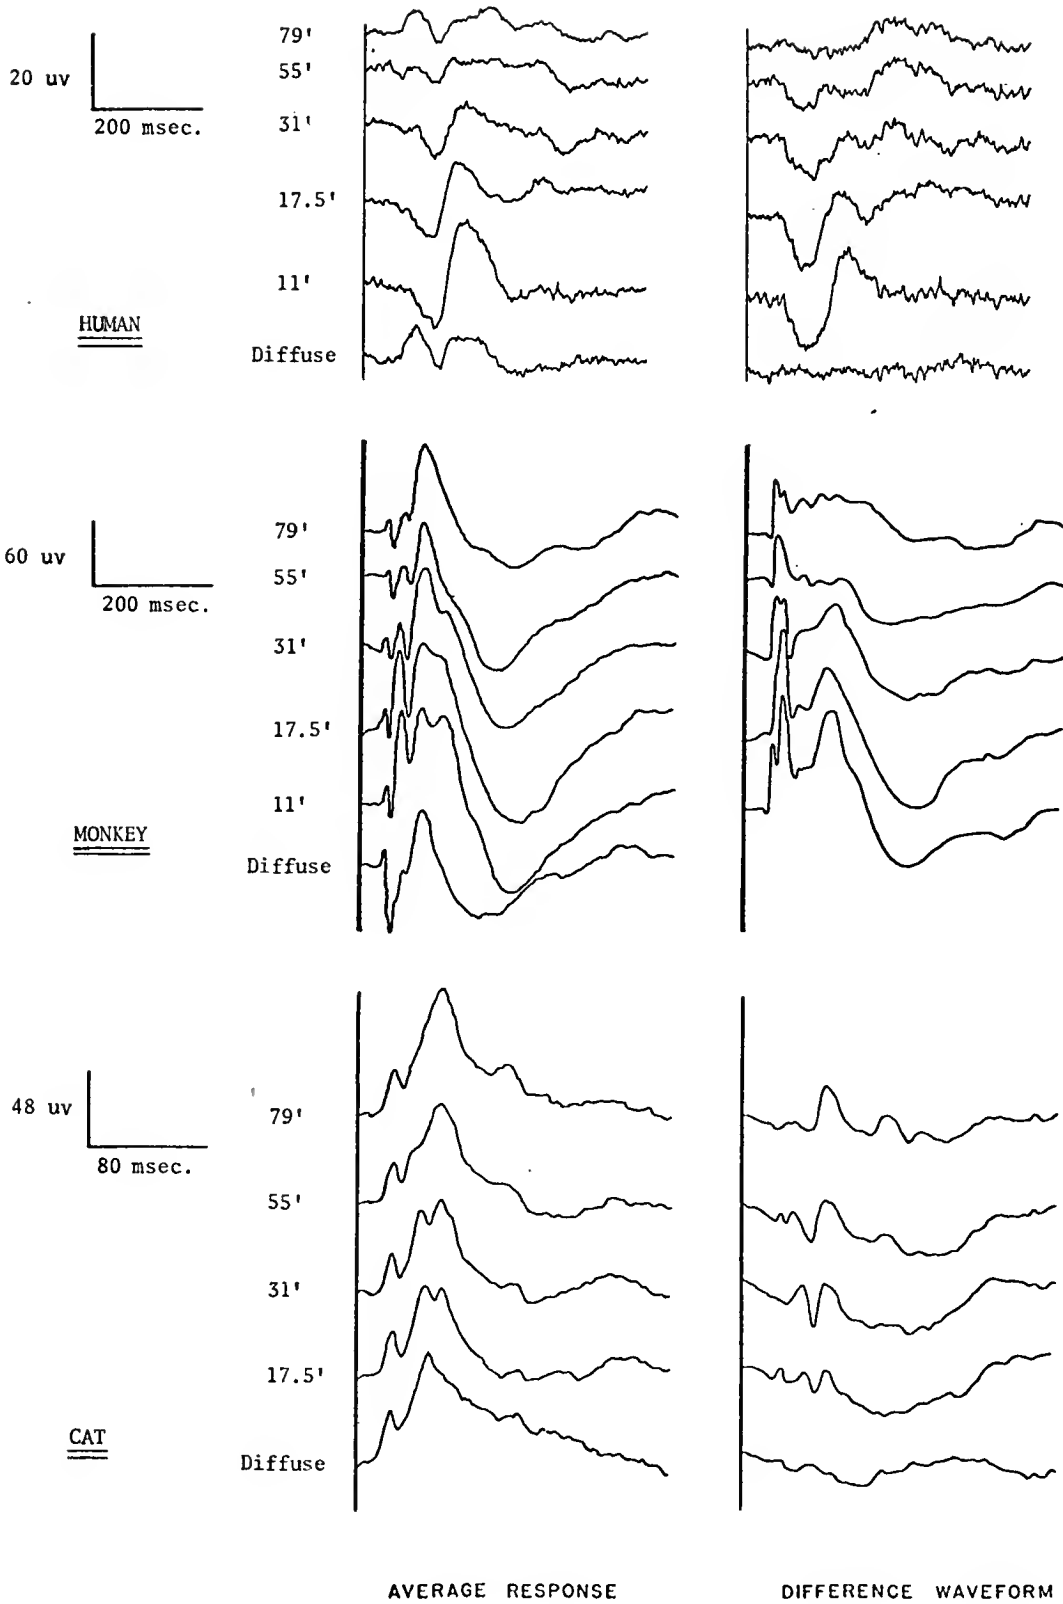 79'
20 uv
55'
200 msec.
31'
17.5'
11'
HUMAN
Diffuse
79'
60 uv
55'
200 msec.
31'
17.5'
11'
MONKEY
Diffuse
48 uv
79'
80 msec.
55'
31'
17.5'
CAT
Diffuse
AVERAGE RESPONSE
DIFFERENCE WAVEFORM